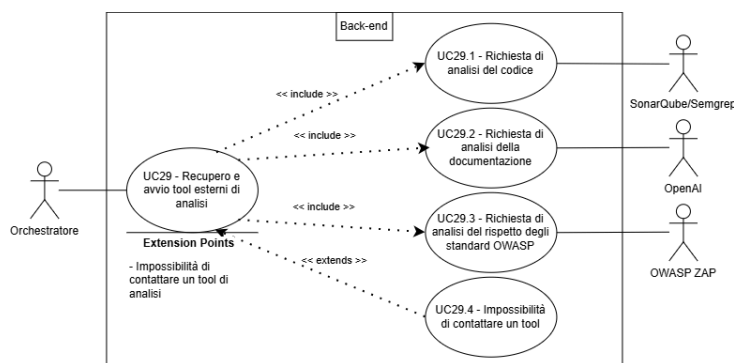 Back-end
UC29.1 - Richiesta di
analisi del codice
SonarQube/Semgrep
<< include >>
<< include >>
UC29.2 - Richiesta di
analisi della
documentazione
OpenAI
UC29 - Recupero e
avvio tool esterni di
analisi
Orchestratore
<< include >>
UC29.3 - Richiesta di
analisi del rispetto degli
standard OWASP
OWASP ZAP
Extension Points
- Impossibilità di
contattare un tool di
analisi
<< extends >>
UC29.4 - Impossibilità
di contattare un tool